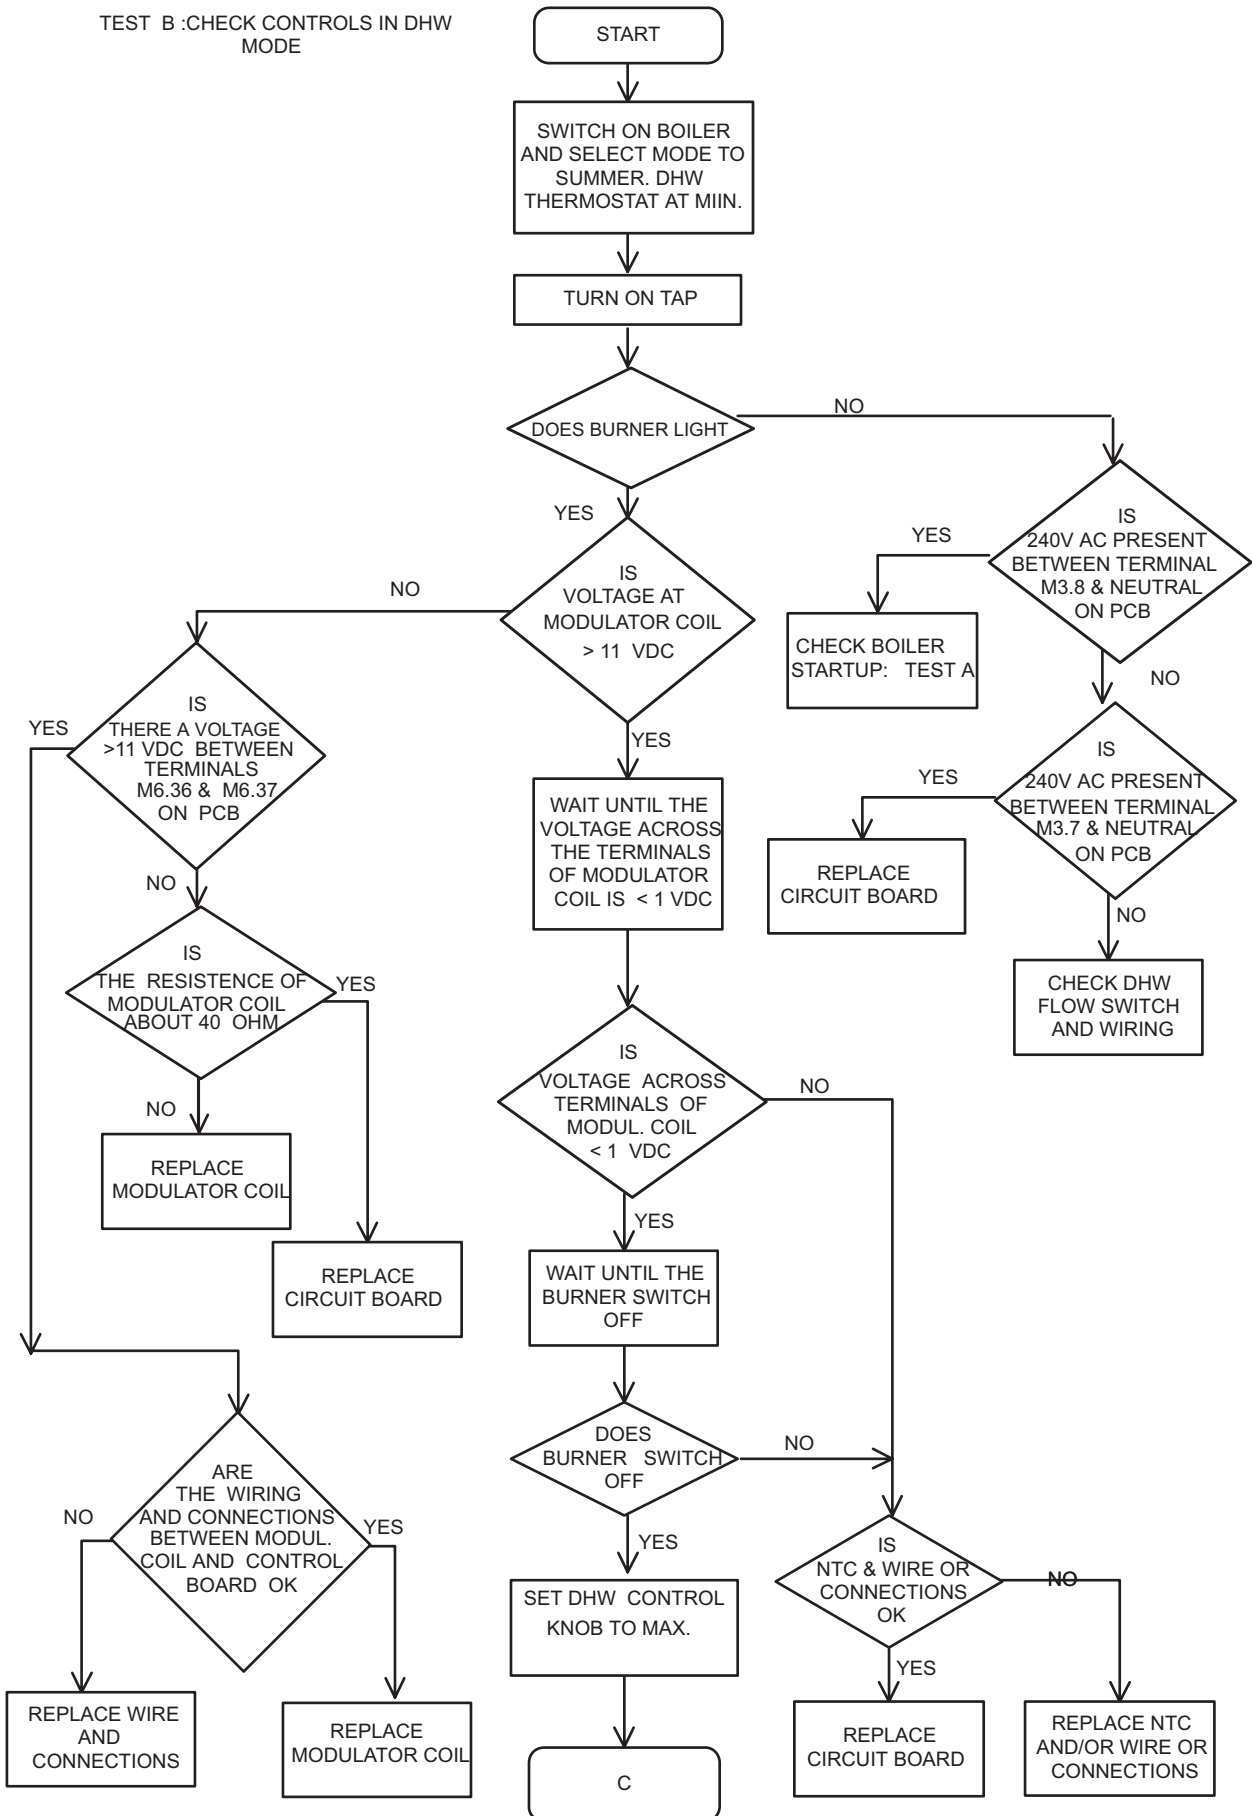 TEST B :CHECK CONTROLS IN DHW
MODE
START
SWITCH ON BOILER
AND SELECT MODE TO
SUMMER. DHW
THERMOSTAT AT MIIN.
TURN ON TAP
DOES BURNER LIGHT
NO
YES
IS
240V AC PRESENT
BETWEEN TERMINAL
M3.8 & NEUTRAL
ON PCB
YES
CHECK BOILER
STARTUP: TEST A
NO
IS
240V AC PRESENT
BETWEEN TERMINAL
M3.7 & NEUTRAL
ON PCB
YES
REPLACE
CIRCUIT BOARD
NO
CHECK DHW
FLOW SWITCH
AND WIRING
IS
VOLTAGE AT
MODULATOR COIL
> 11 VDC
NO
YES
IS
THERE A VOLTAGE
>11 VDC BETWEEN
TERMINALS
M6.36 & M6.37
ON PCB
YES
NO
IS
THE RESISTENCE OF
MODULATOR COIL
ABOUT 40 OHM
YES
NO
REPLACE
MODULATOR COIL
REPLACE
CIRCUIT BOARD
ARE
THE WIRING
AND CONNECTIONS
BETWEEN MODUL.
COIL AND CONTROL
BOARD OK
NO
YES
REPLACE WIRE
AND
CONNECTIONS
REPLACE
MODULATOR COIL
WAIT UNTIL THE
VOLTAGE ACROSS
THE TERMINALS
OF MODULATOR
COIL IS < 1 VDC
IS
VOLTAGE ACROSS
TERMINALS OF
MODUL. COIL
< 1 VDC
NO
YES
WAIT UNTIL THE
BURNER SWITCH
OFF
DOES
BURNER SWITCH
OFF
NO
YES
SET DHW CONTROL
KNOB TO MAX.
C
IS
NTC & WIRE OR
CONNECTIONS
OK
NO
YES
REPLACE
CIRCUIT BOARD
REPLACE NTC
AND/OR WIRE OR
CONNECTIONS